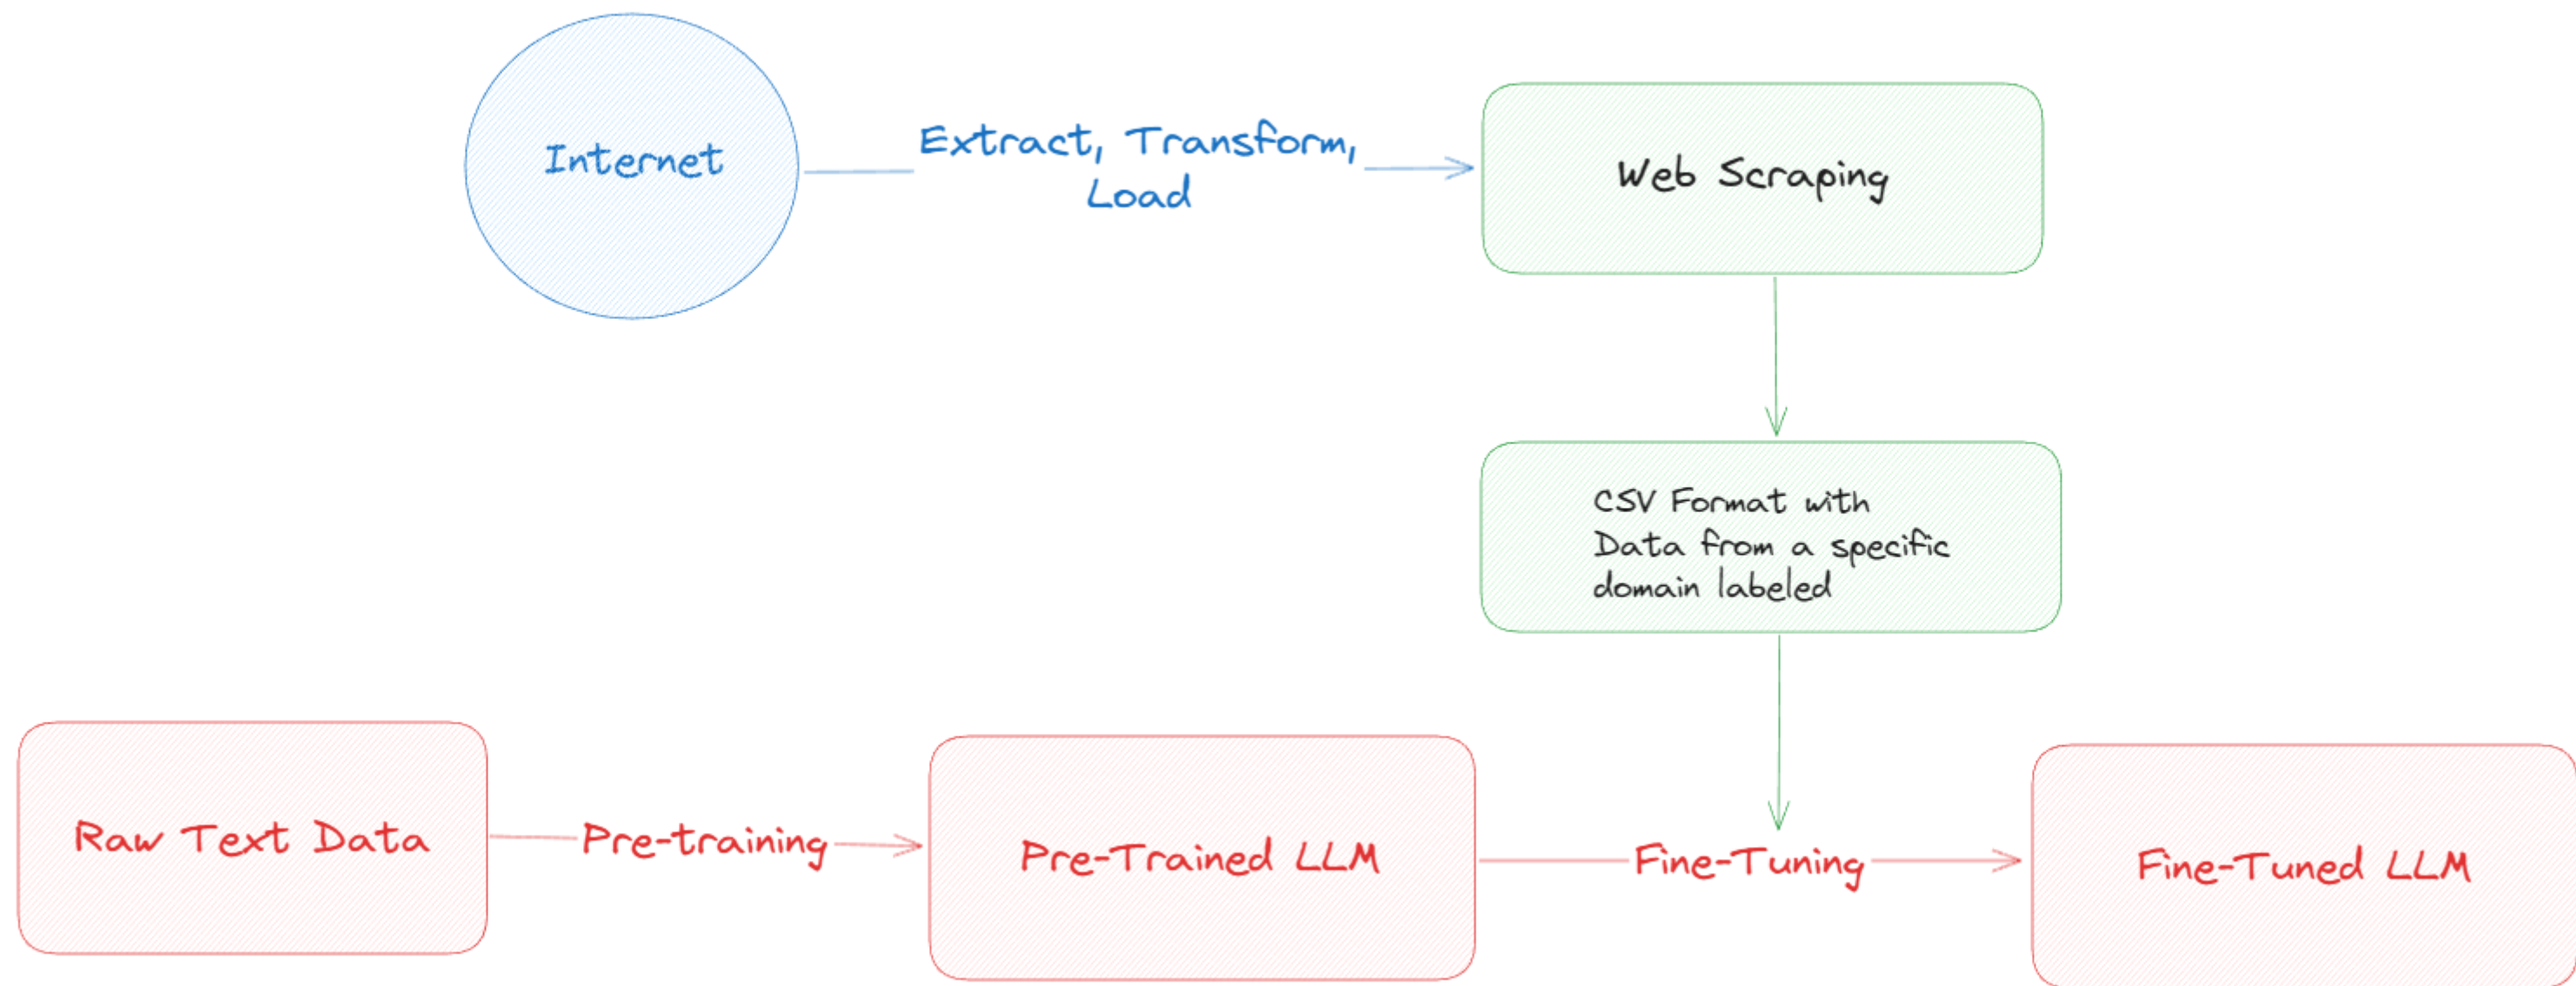 Internet
Extract, Transform,
Load
Web Scraping
CSV Format with
Data from a specific
domain labeled
Raw Text Data
Pre-training
Pre-Trained LLM
Fine-Tuning
Fine-Tuned LLM